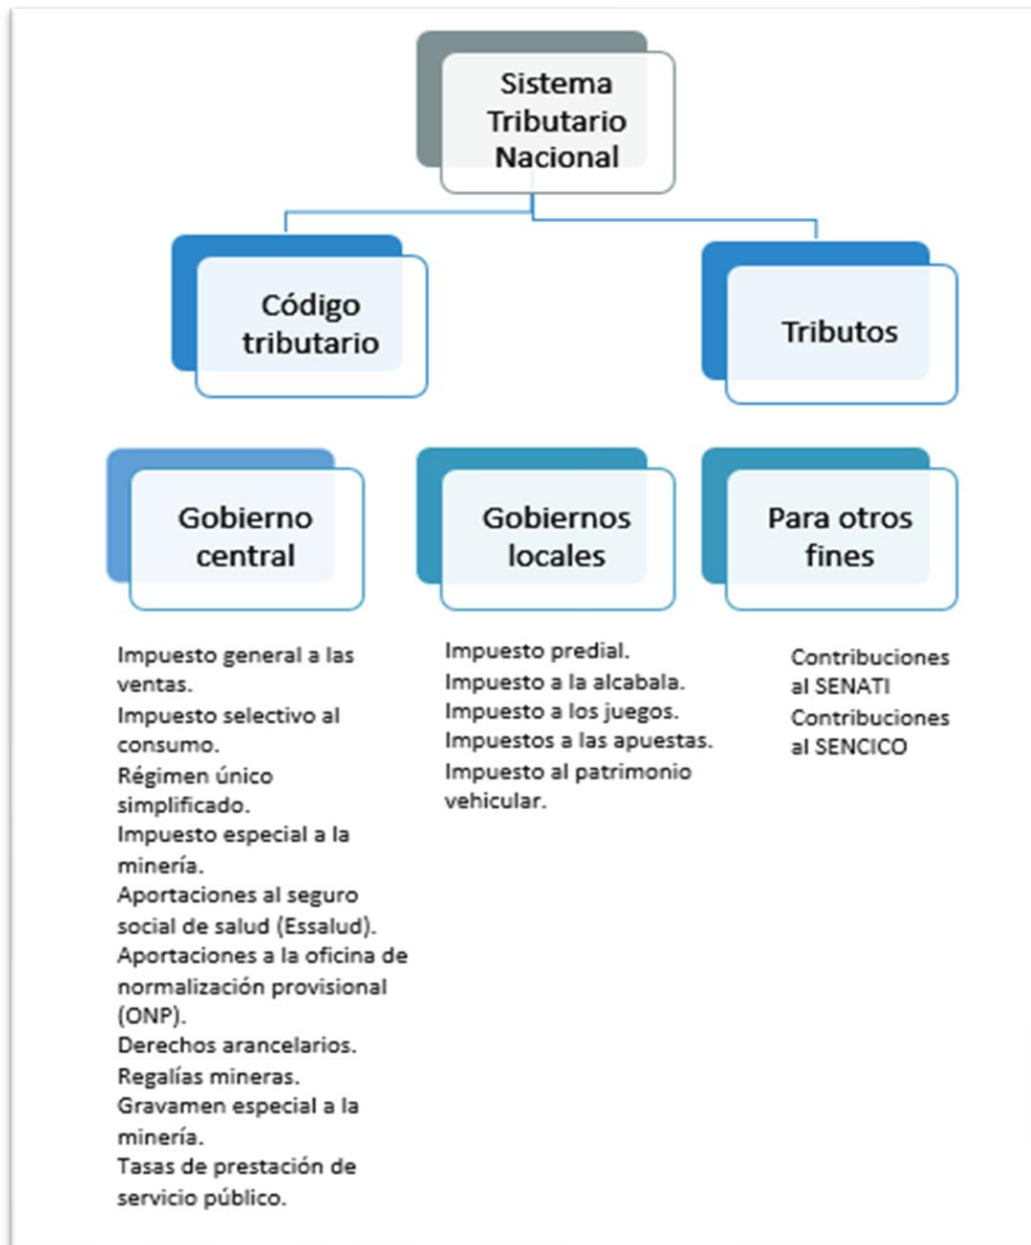 Sistema
Tributario
Nacional
Código
tributario
Tributos
Gobierno
central
Gobiernos
locales
Para otros
fines
Impuesto general a las
ventas.
Impuesto selectivo al
consumo.
Régimen único
simplificado.
Impuesto especial a la
minería.
Aportaciones al seguro
social de salud (Essalud).
Aportaciones a la oficina de
normalización provisional
(ONP).
Derechos arancelarios.
Regalías mineras.
Gravamen especial a la
minería.
Tasas de prestación de
servicio público.
Impuesto predial.
Impuesto a la alcabala.
Impuesto a los juegos.
Impuestos a las apuestas.
Impuesto al patrimonio
vehicular.
Contribuciones
al SENATI
Contribuciones
al SENCICO